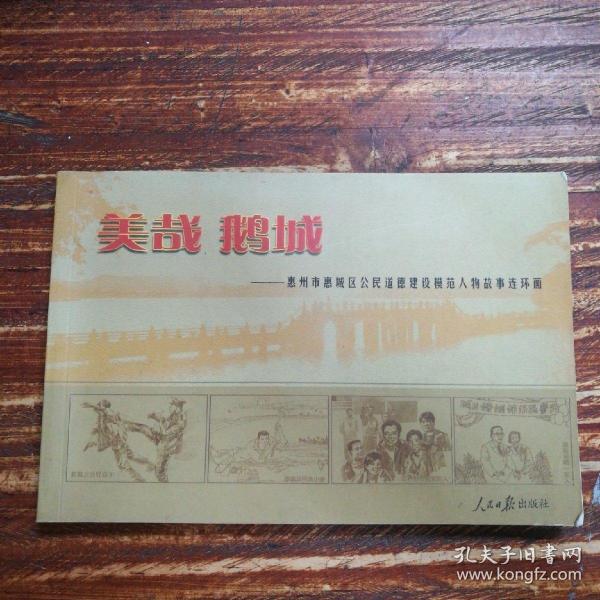 美哉 鹅城
———惠州市惠城区公民道德建设模范人物故事连环画
人民日报出版社
孔夫子旧书网
www.kongfz.com